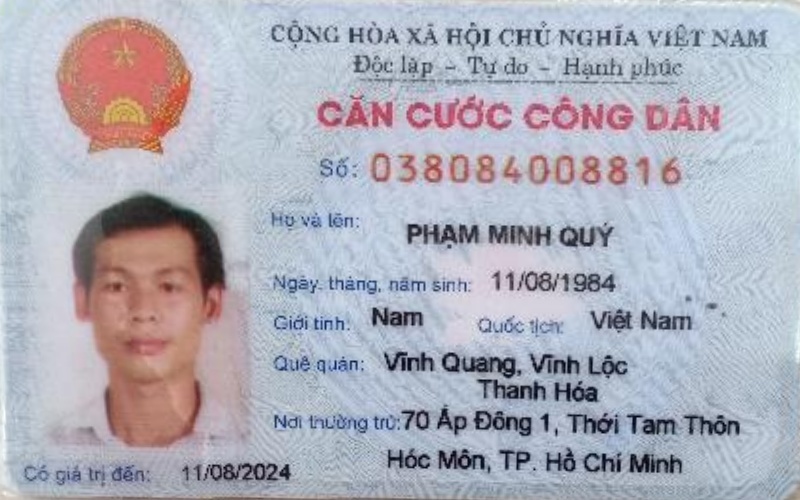 CỘNG HÒA XÃ HỘI CHỦ NGHĨA VIỆT NAM
Độc lập - Tự do - Hạnh phúc
CĂN CƯỚC CÔNG DÂN
Số: 038084008816
Họ và tên: PHẠM MINH QUÝ
Ngày, tháng, năm sinh: 11/08/1984
Giới tính: Nam Quốc tịch: Việt Nam
Quê quán: Vĩnh Quang, Vĩnh Lộc
Thanh Hóa
Nơi thường trú: 70 Ấp Đông 1, Thới Tam Thôn
Hóc Môn, TP. Hồ Chí Minh
Có giá trị đến: 11/08/2024